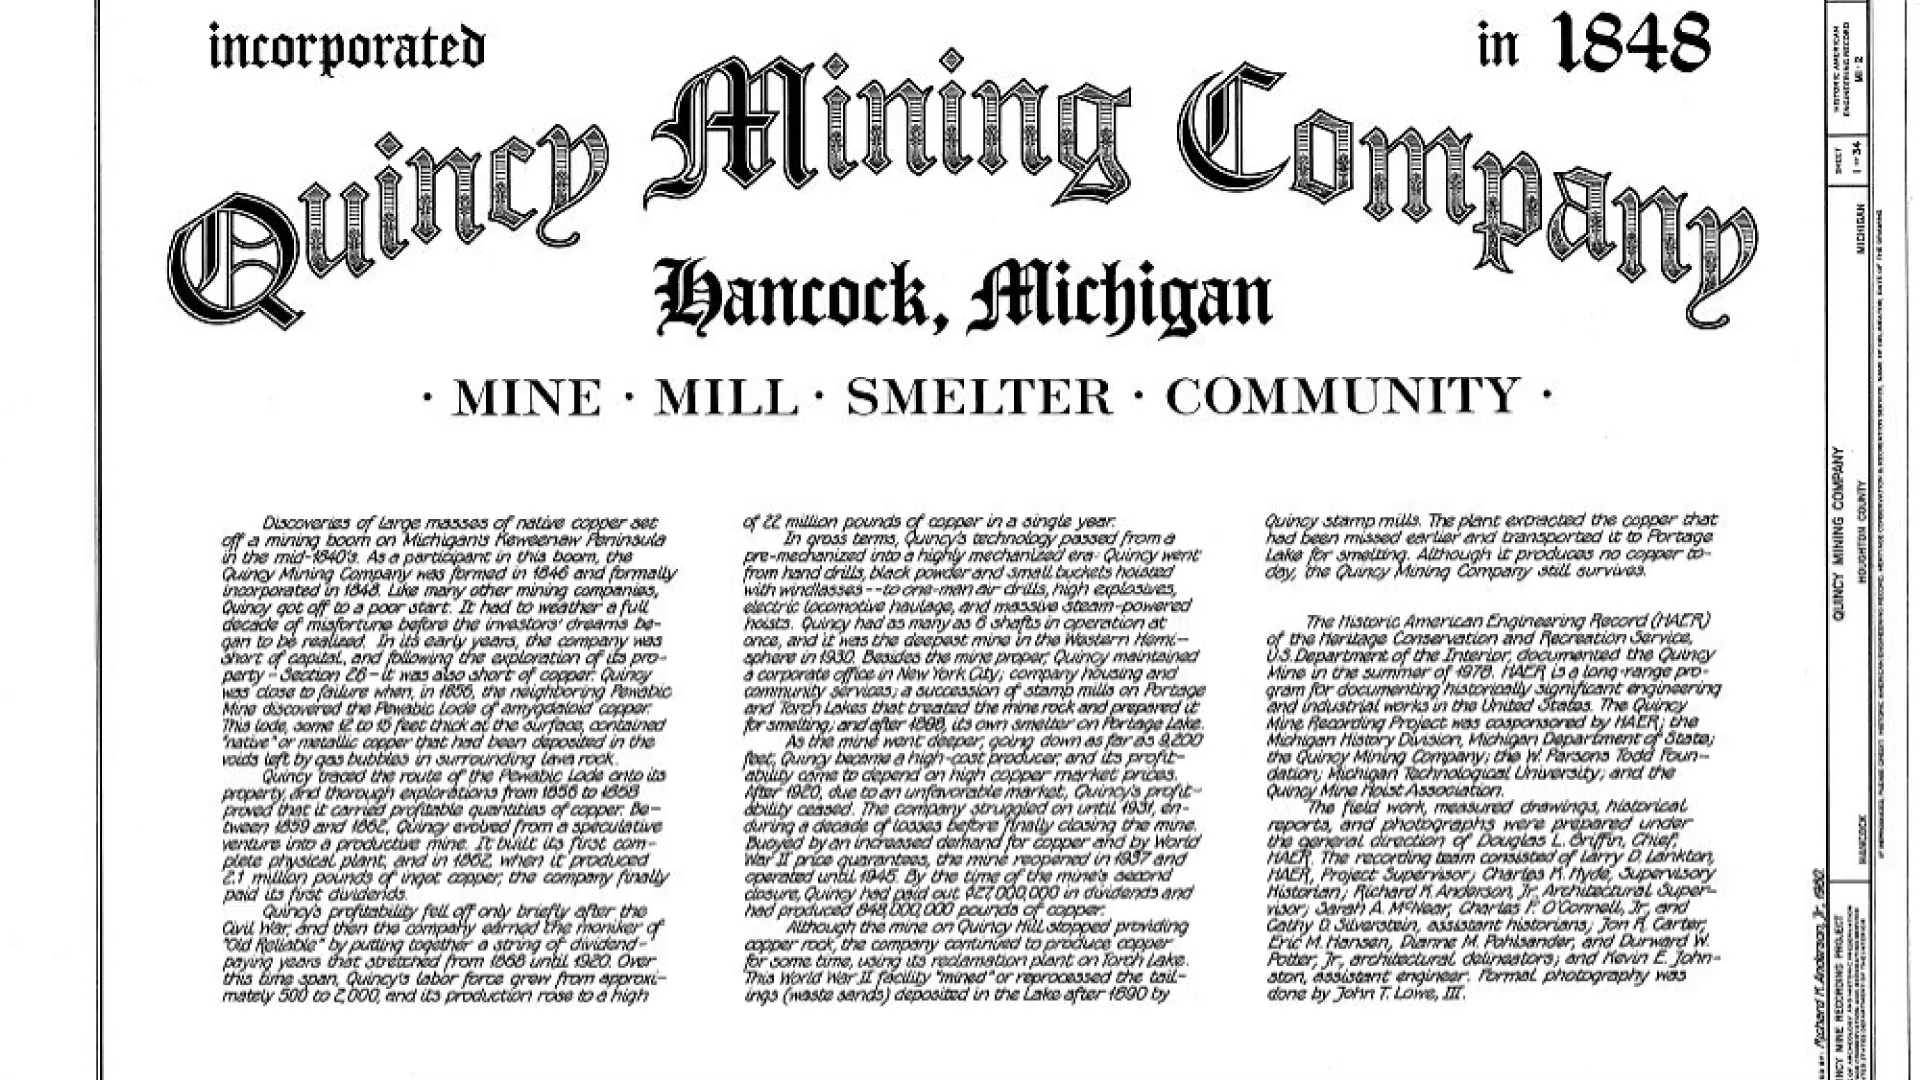 incorporated
in 1848
Quincy Mining Company
Hancock, Michigan
· MINE · MILL · SMELTER · COMMUNITY ·
Discoveries of large masses of native copper set
off a mining boom on Michigan's Keweenaw Peninsula
in the mid-1840's. As a participant in this boom, the
Quincy Mining Company was formed in 1846 and formally
incorporated in 1848. Like many other mining companies,
Quincy got off to a poor start. It had to weather a full
decade of misfortune before the investors' dreams be-
gan to be realized. In its early years, the company was
short of capital, and following the exploration of its pro-
perty - Section 26 - it was also short of copper. Quincy
was close to failure when, in 1856, the neighboring Pewabic
Mine discovered the Pewabic Lode of amygdaloid copper.
This lode, some 12 to 15 feet thick at the surface, contained
"native" or metallic copper that had been deposited in the
voids left by gas bubbles in surrounding lava rock.
Quincy traced the route of the Pewabic Lode onto its
property, and thorough explorations from 1856 to 1858
proved that it carried profitable quantities of copper. Be-
tween 1859 and 1862, Quincy evolved from a speculative
venture into a productive mine. It built its first com-
plete physical plant, and in 1862, when it produced
2.1 million pounds of ingot copper, the company finally
paid its first dividends.
Quincy's profitability fell off only briefly after the
Civil War, and then the company earned the moniker of
"Old Reliable" by putting together a string of dividend-
paying years that stretched from 1868 until 1920. Over
this time span, Quincy's labor force grew from approxi-
mately 500 to 2,000, and its production rose to a high
of 22 million pounds of copper in a single year.
In gross terms, Quincy's technology passed from a
pre-mechanized into a highly mechanized era: Quincy went
from hand drills, black powder and small buckets hoisted
with windlasses -- to one-man air drills, high explosives,
electric locomotive haulage, and massive steam-powered
hoists. Quincy had as many as 6 shafts in operation at
once, and it was the deepest mine in the Western Hemi-
sphere in 1930. Besides the mine proper, Quincy maintained
a corporate office in New York City; company housing and
community services; a succession of stamp mills on Portage
and Torch Lakes that treated the mine rock and prepared it
for smelting; and after 1898, its own smelter on Portage Lake.
As the mine went deeper, going down as far as 9,200
feet, Quincy became a high-cost producer, and its profit-
ability came to depend on high copper market prices.
After 1920, due to an unfavorable market, Quincy's profit-
ability ceased. The company struggled on until 1931, en-
during a decade of losses before finally closing the mine.
Buoyed by an increased demand for copper and by World
War II price guarantees, the mine reopened in 1937 and
operated until 1945. By the time of the mine's second
closure, Quincy had paid out $27,000,000 in dividends and
had produced 848,000,000 pounds of copper.
Although the mine on Quincy Hill stopped providing
copper rock, the company continued to produce copper
for some time, using its reclamation plant on Torch Lake.
This World War II facility "mined" or reprocessed the tail-
ings (waste sands) deposited in the Lake after 1890 by
Quincy stamp mills. The plant extracted the copper that
had been missed earlier and transported it to Portage
Lake for smelting. Although it produces no copper to-
day, the Quincy Mining Company still survives.
The Historic American Engineering Record (HAER)
of the Heritage Conservation and Recreation Service,
U.S. Department of the Interior, documented the Quincy
Mine in the summer of 1978. HAER is a long-range pro-
gram for documenting historically significant engineering
and industrial works in the United States. The Quincy
Mine Recording Project was cosponsored by HAER; the
Michigan History Division, Michigan Department of State;
the Quincy Mining Company; the W. Parsons Todd Foun-
dation; Michigan Technological University; and the
Quincy Mine Hoist Association.
The field work, measured drawings, historical
reports, and photographs were prepared under
the general direction of Douglas L. Griffin, Chief,
HAER. The recording team consisted of Larry D. Lankton,
HAER, Project Supervisor; Charles K. Hyde, Supervisory
Historian; Richard K. Anderson, Jr. Architectural Super-
visor; Sarah A. McNear, Charles F. O'Connell, Jr., and
Cathy D. Silverstein, assistant historians; Jon R. Carter,
Eric M. Hansen, Dianne M. Pohlsander, and Durward W.
Potter, Jr., architectural delineators; and Kevin E. John-
ston, assistant engineer. Formal photography was
done by John T. Lowe, III.
HISTORIC AMERICAN
ENGINEERING RECORD
MI-2
SHEET
1 OF 34
MICHIGAN
QUINCY MINING COMPANY
HOUGHTON COUNTY
HANCOCK
Richard K. Anderson, Jr. 1980
MINE RECORDING PROJECT